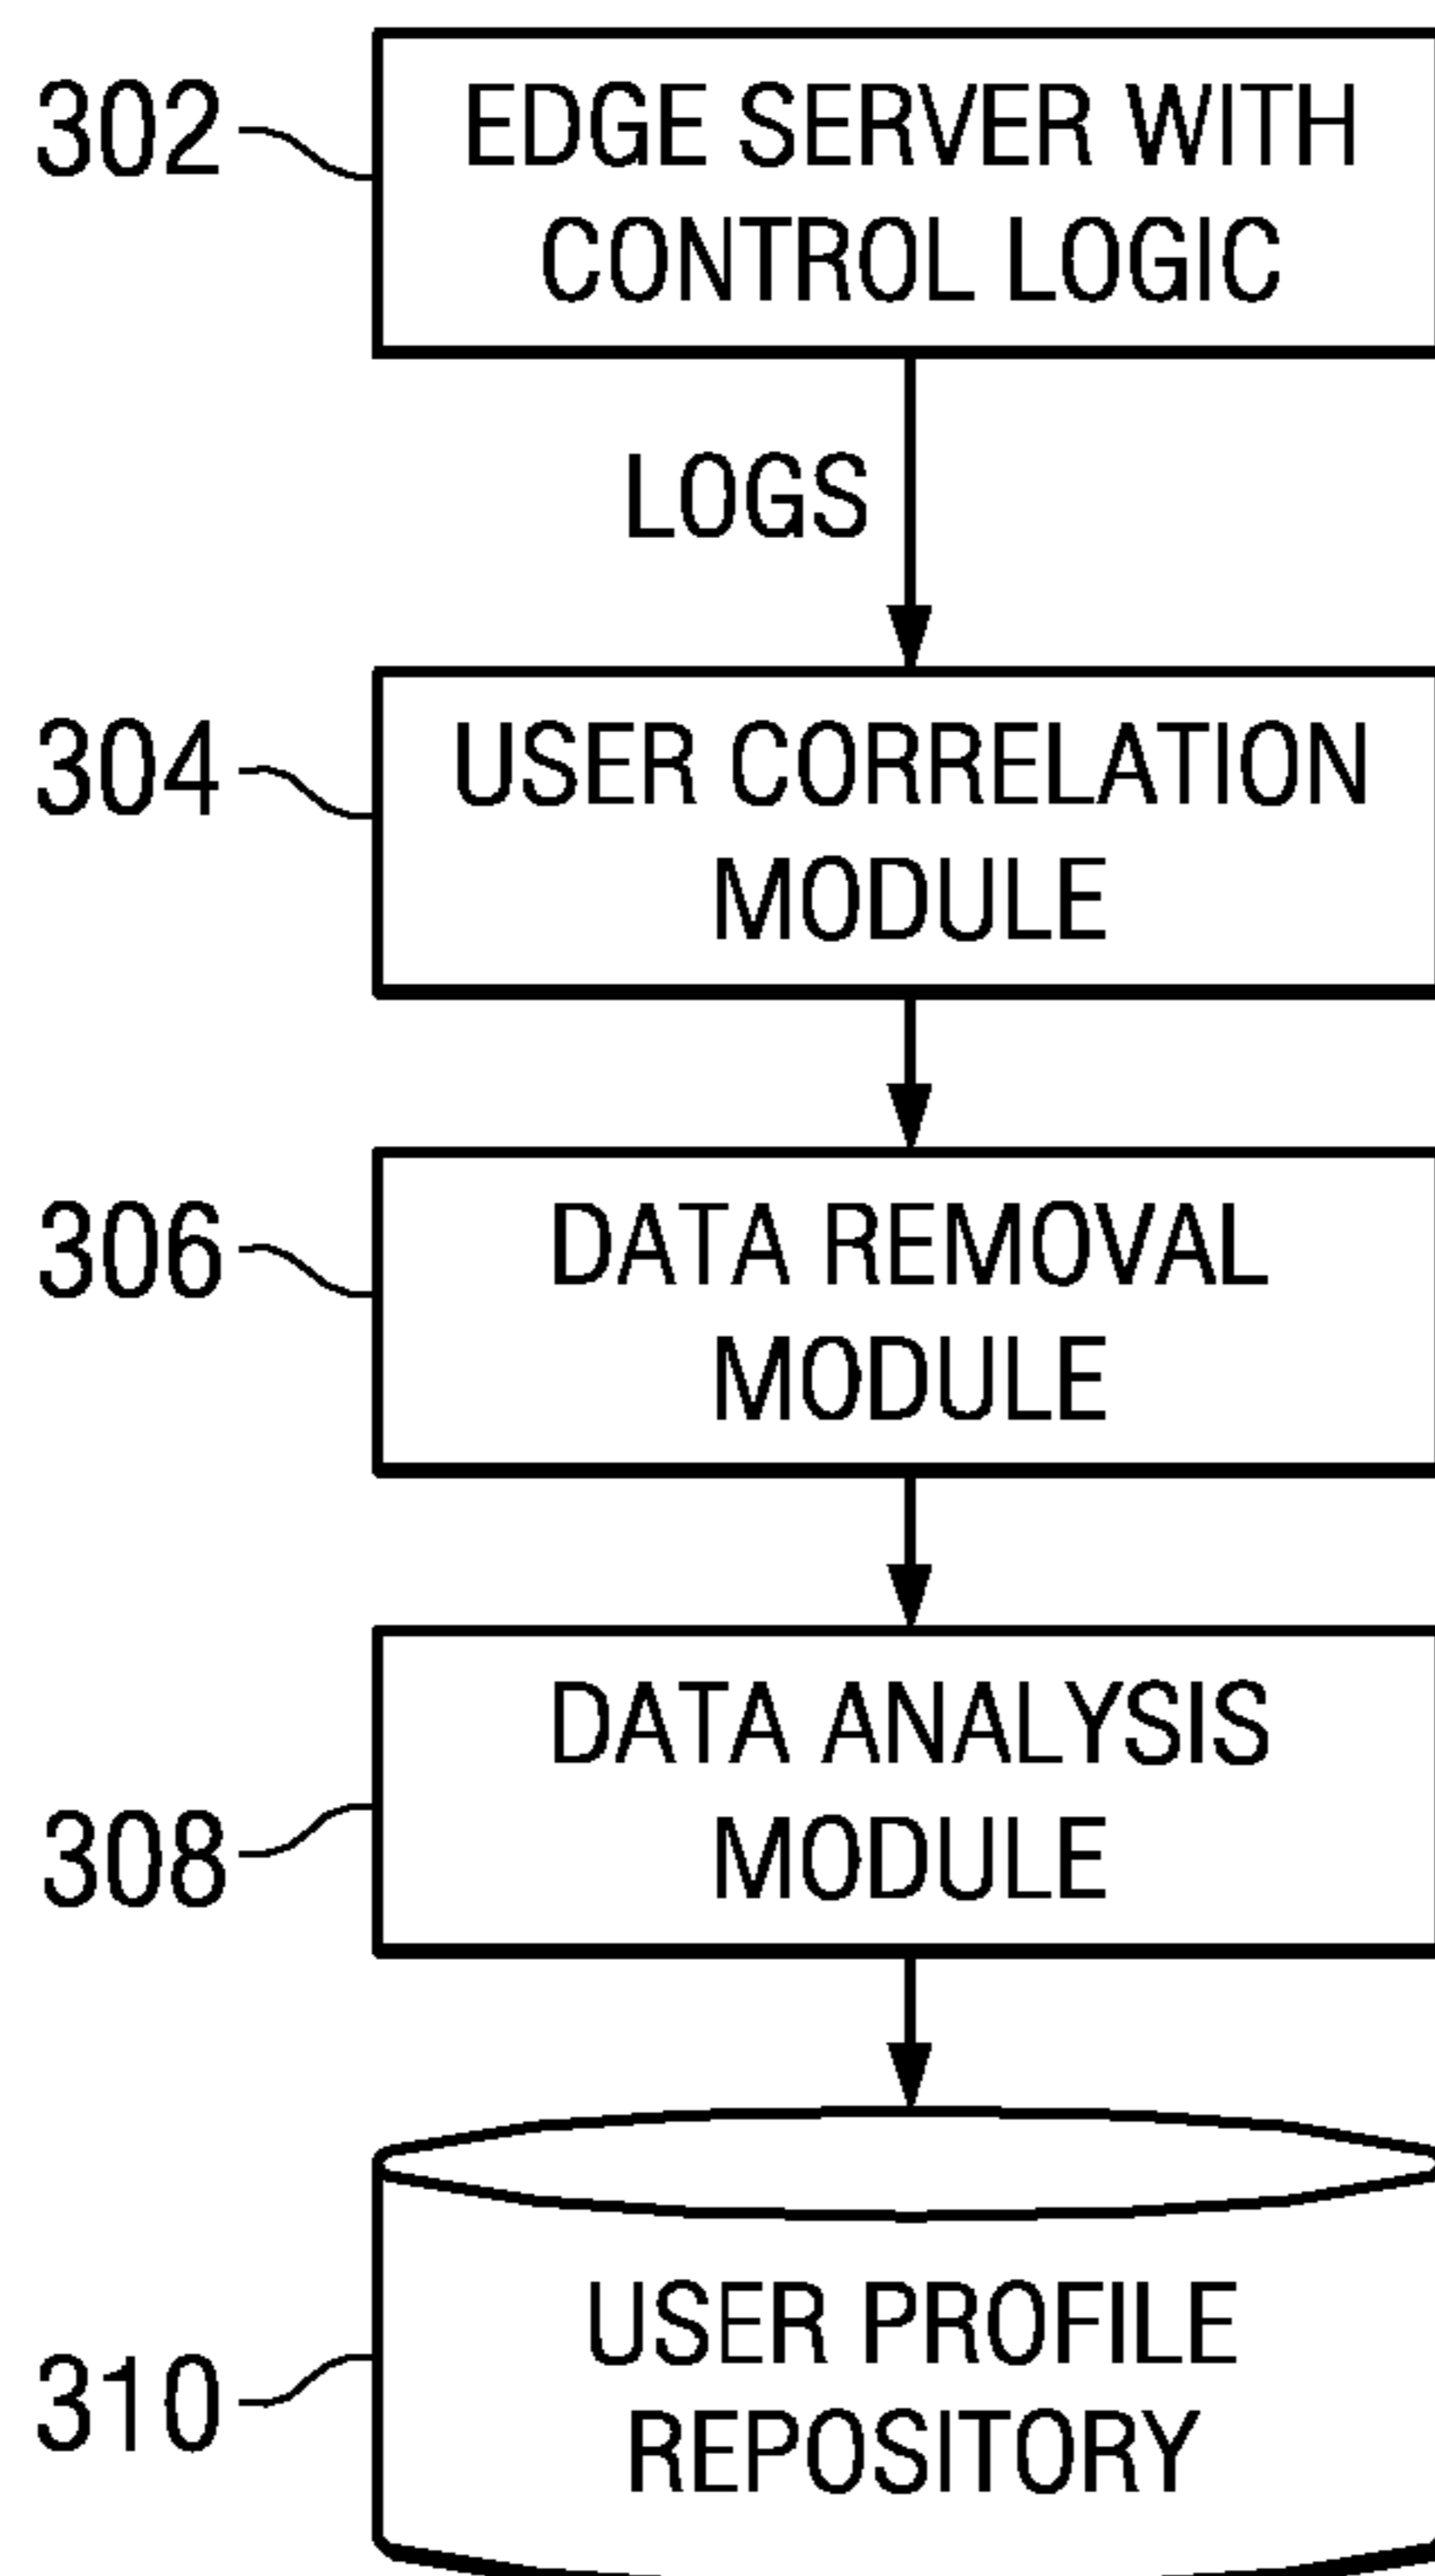 302
EDGE SERVER WITH
CONTROL LOGIC
LOGS
304
USER CORRELATION
MODULE
306
DATA REMOVAL
MODULE
308
DATA ANALYSIS
MODULE
310
USER PROFILE
REPOSITORY